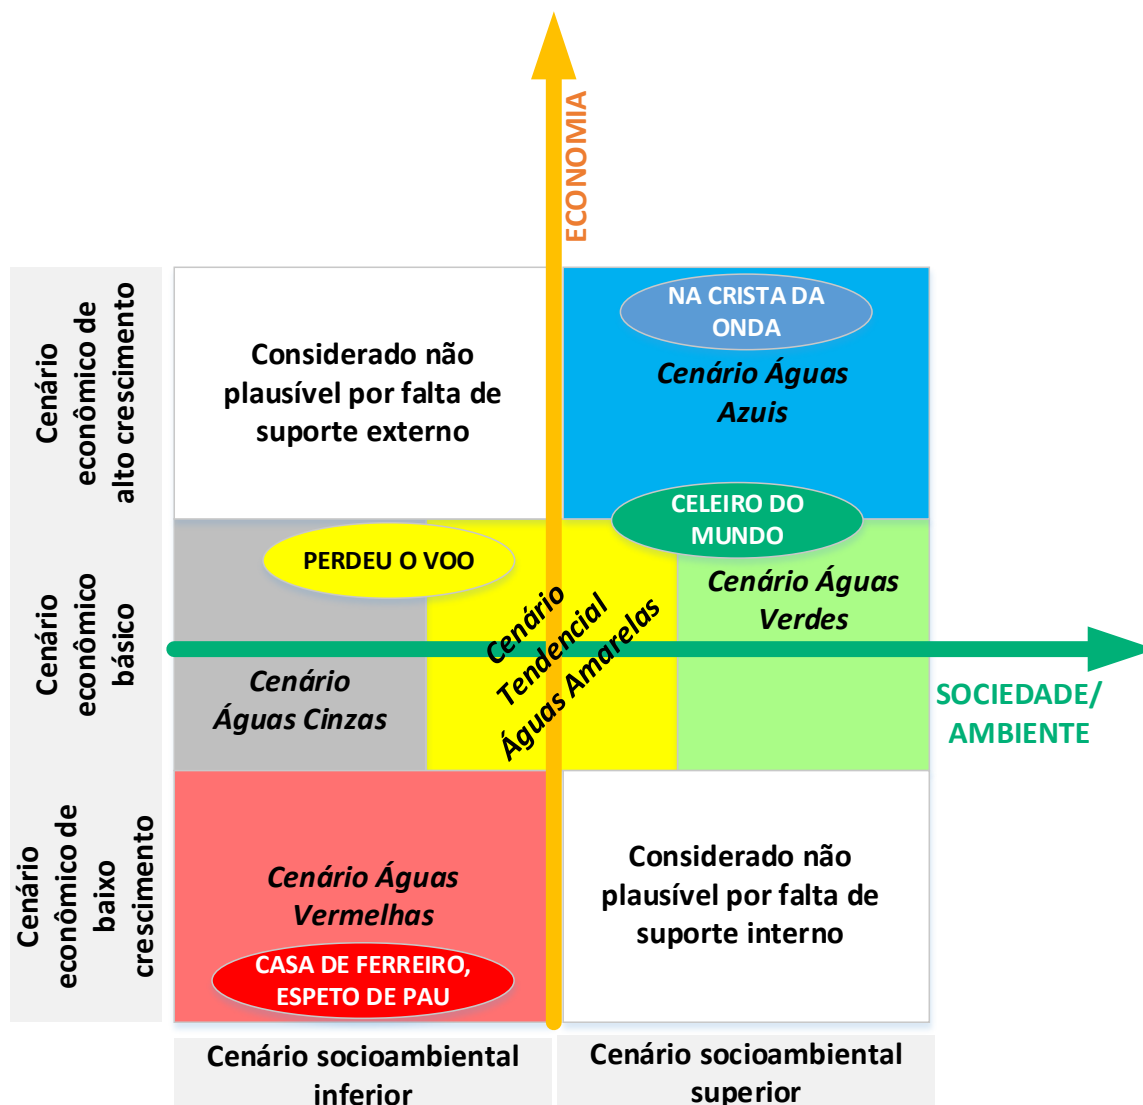 ECONOMIA
Cenário
econômico de
alto crescimento
Considerado não
plausível por falta de
suporte externo
NA CRISTA DA
ONDA
Cenário Águas
Azuis
CELEIRO DO
MUNDO
Cenário
econômico
básico
PERDEU O VOO
Cenário
Águas Cinzas
Cenário
Tendencial
Águas Amarelas
Cenário Águas
Verdes
SOCIEDADE/
AMBIENTE
Cenário
econômico de
baixo
crescimento
Cenário Águas
Vermelhas
CASA DE FERREIRO,
ESPETO DE PAU
Considerado não
plausível por falta de
suporte interno
Cenário socioambiental
inferior
Cenário socioambiental
superior